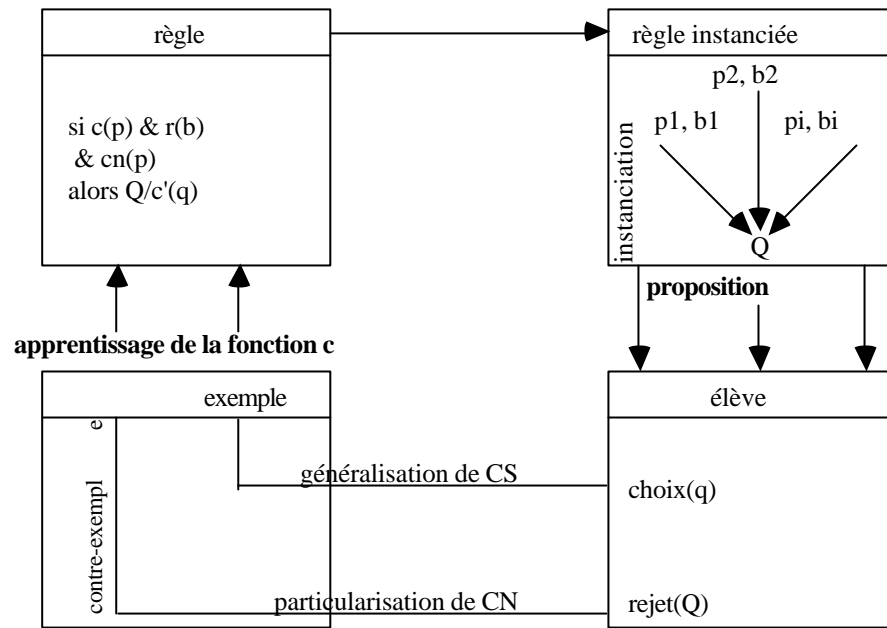 règle
si c(p) & r(b)
& cn(p)
alors Q/c'(q)
règle instanciée
p2, b2
p1, b1
pi, bi
Q
instanciation
proposition
apprentissage de la fonction c
exemple
contre-exempl
e
généralisation de CS
particularisation de CN
élève
choix(q)
rejet(Q)